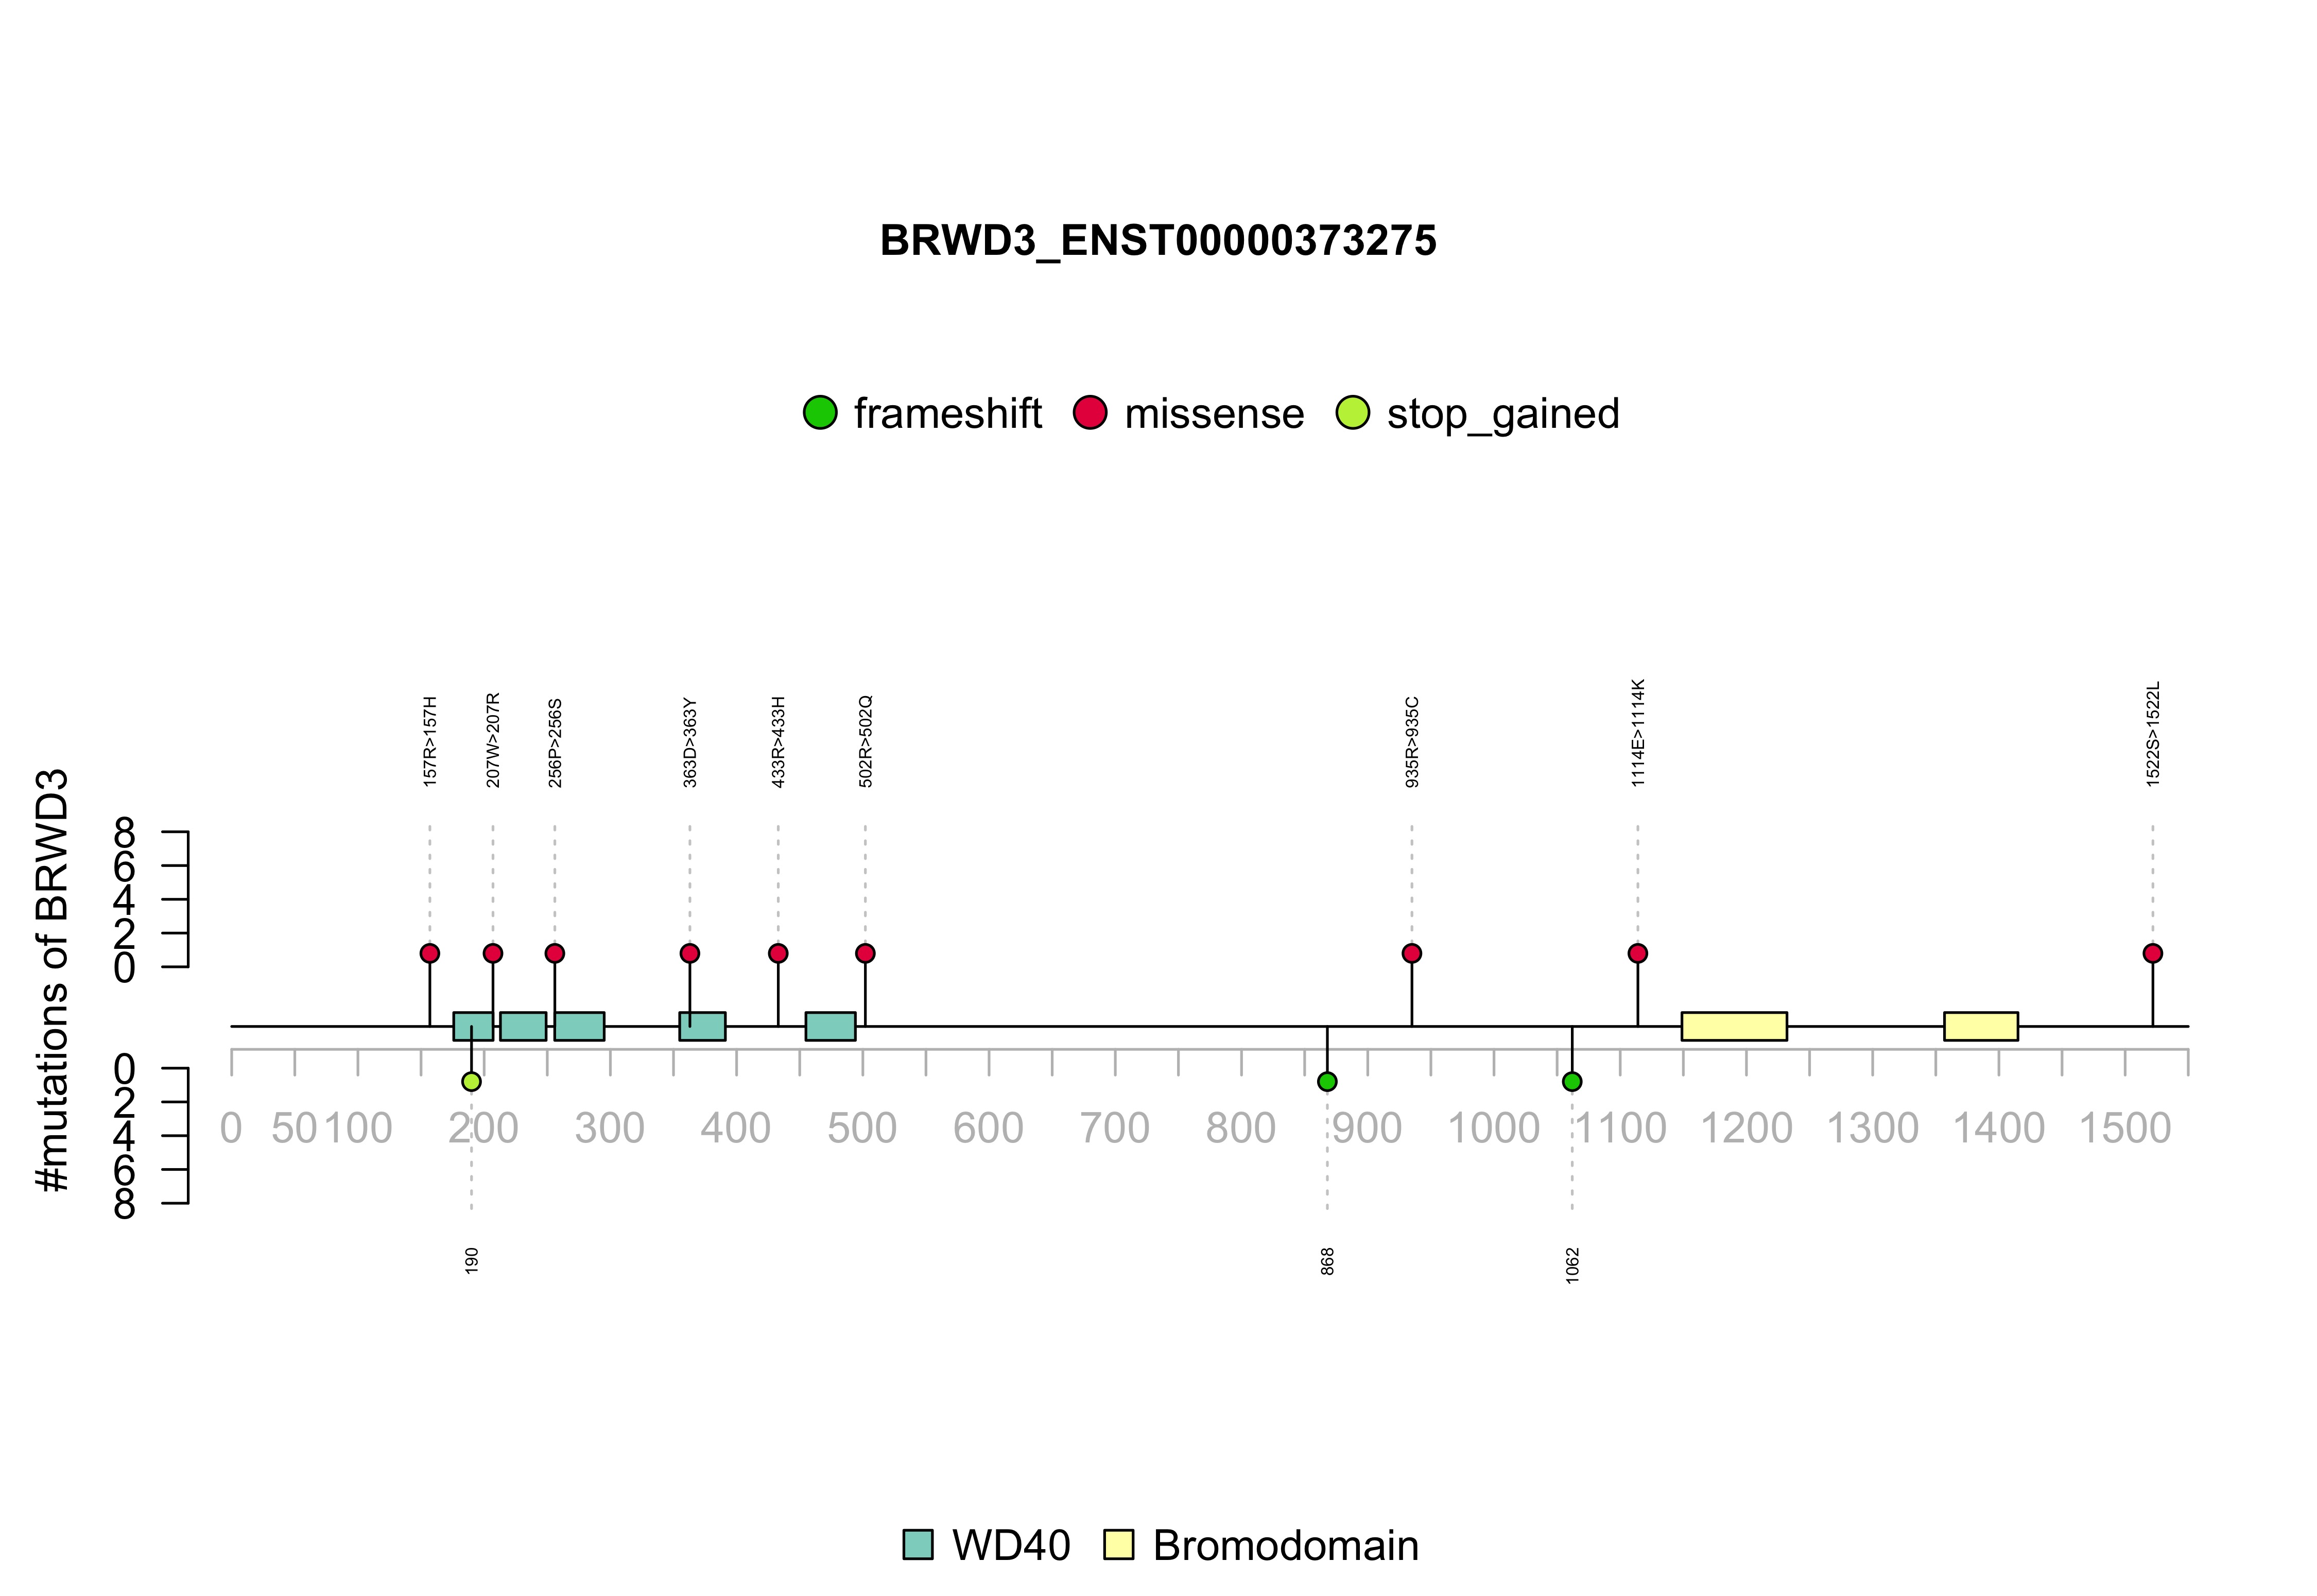 BRWD3_ENST00000373275
frameshift missense stop_gained
157R>157H
207W>207R
256P>256S
363D>363Y
433R>433H
502R>502Q
935R>935C
1114E>1114K
1522S>1522L
#mutations of BRWD3
8
6
4
2
0
0
2
4
6
8
0 50 100 200 300 400 500 600 700 800 900 1000 1100 1200 1300 1400 1500
190
868
1062
WD40 Bromodomain